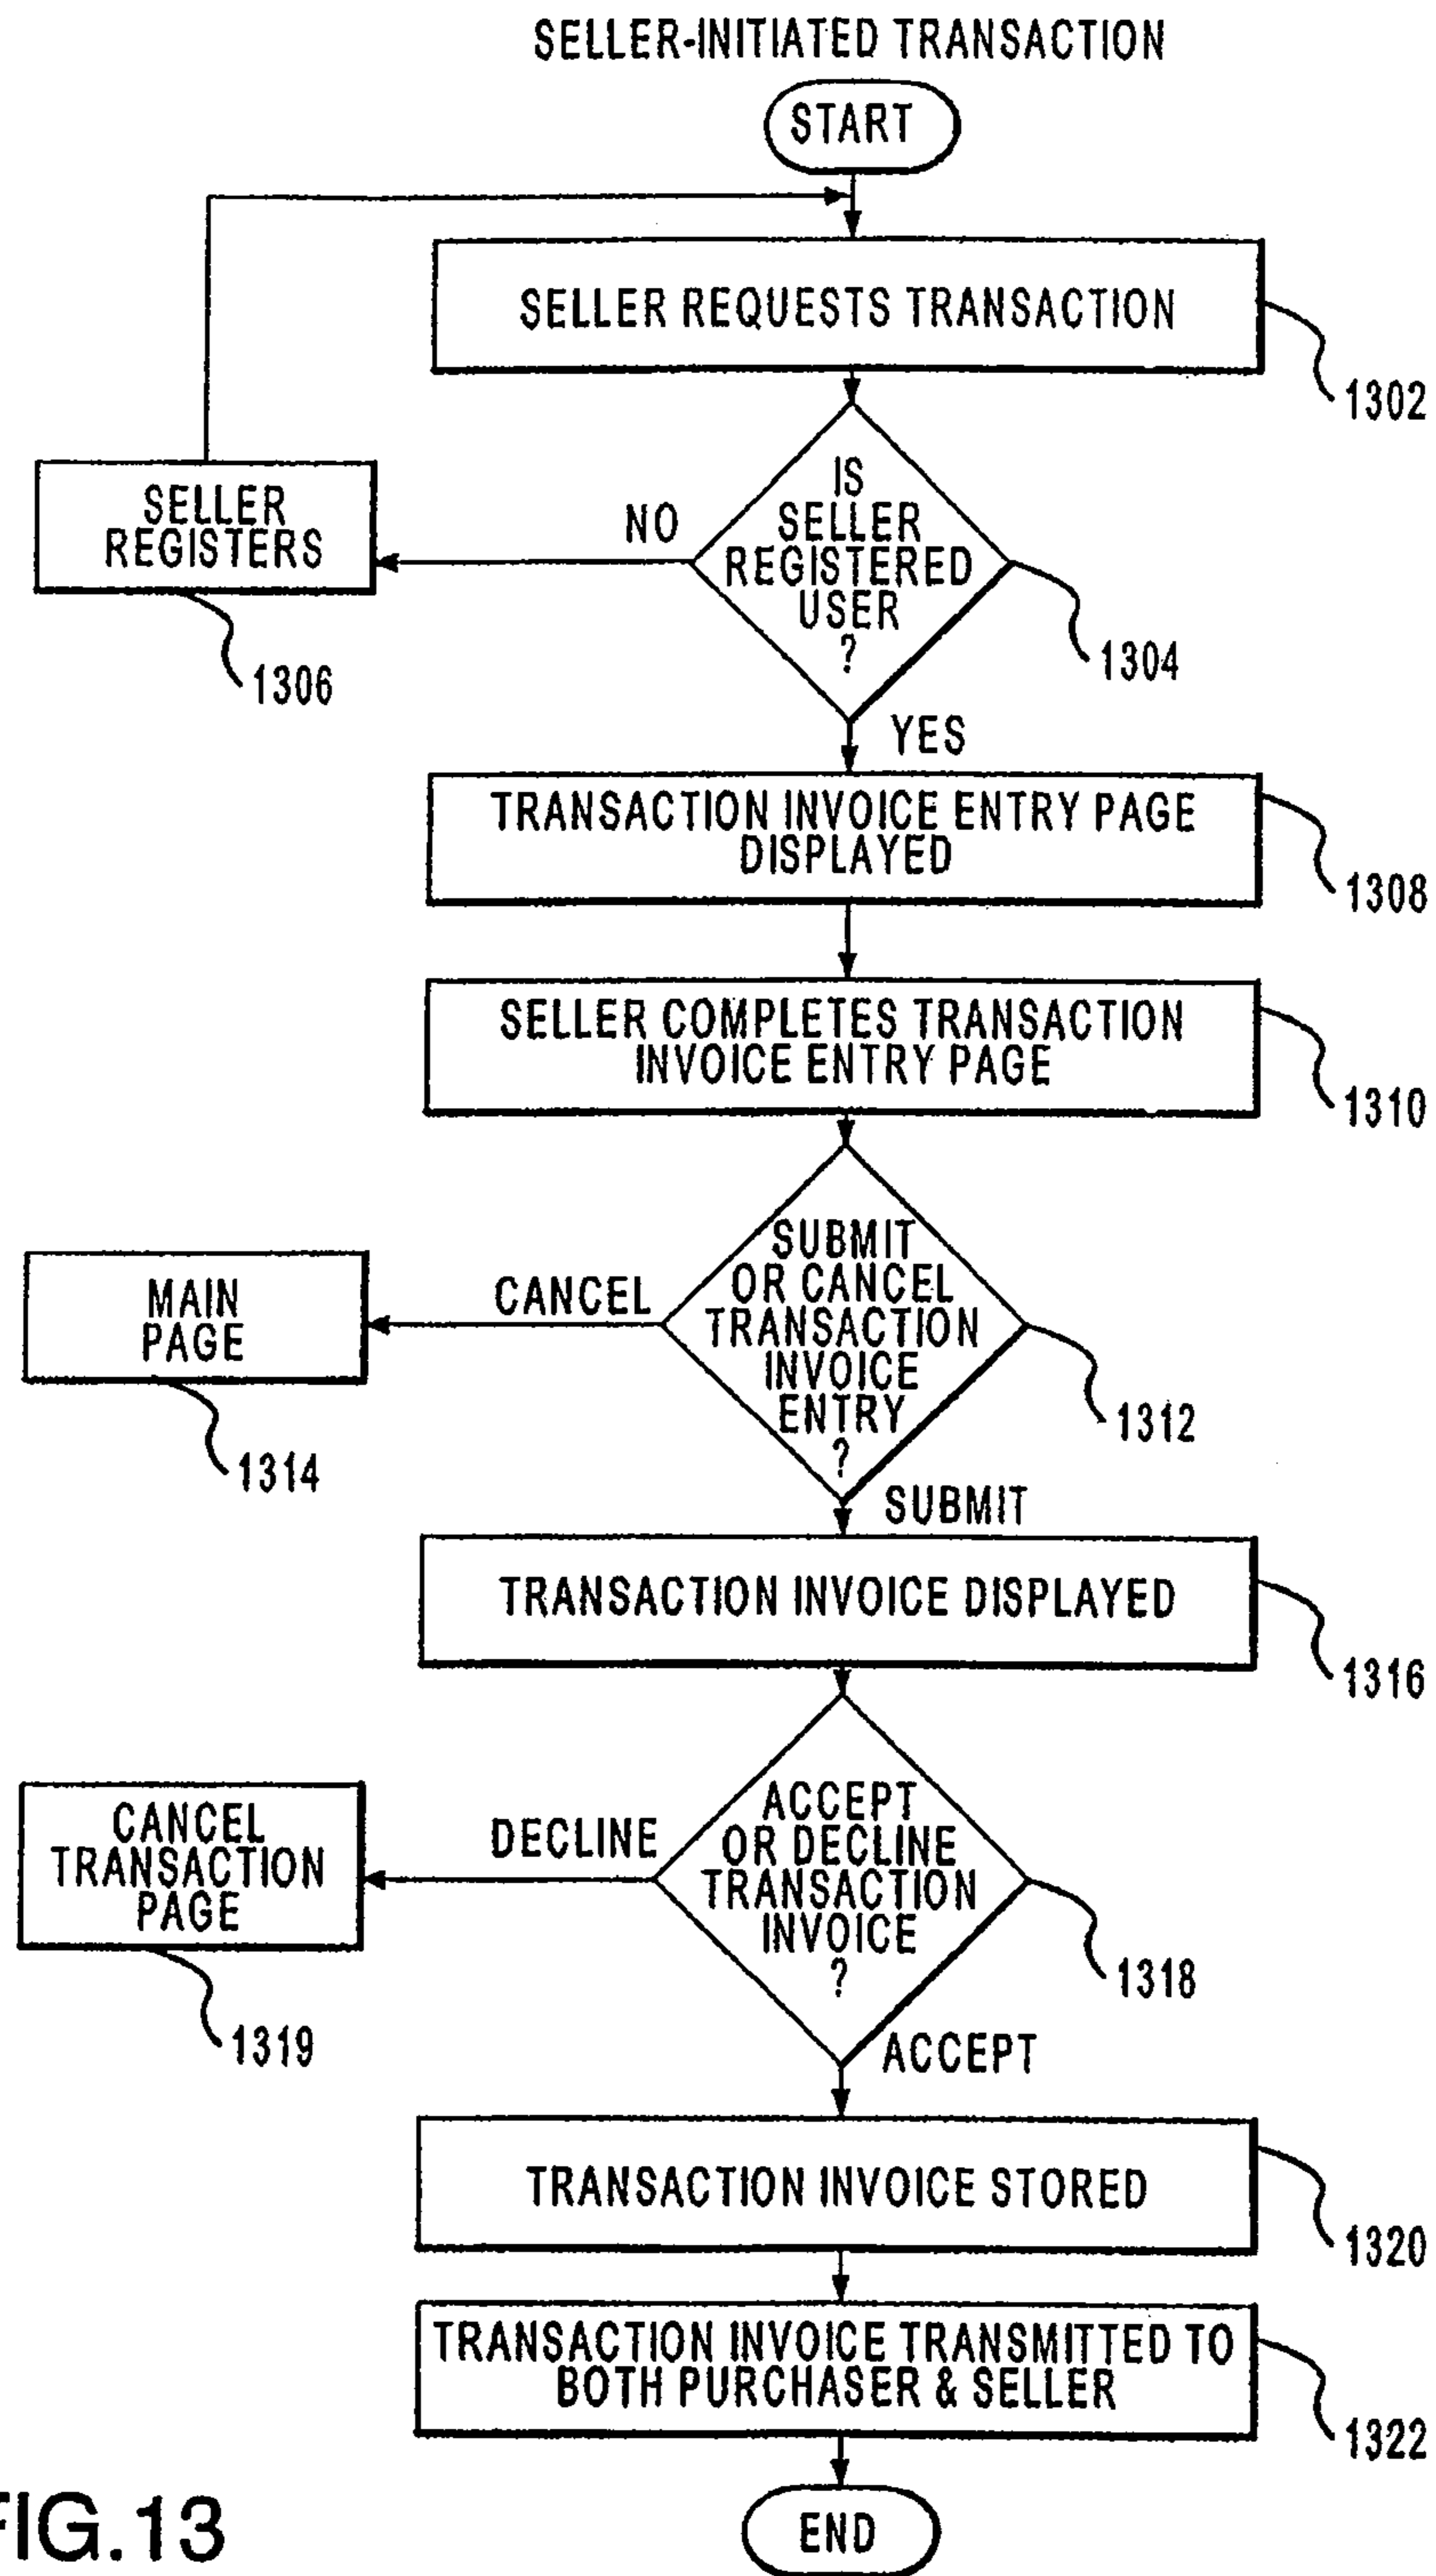 SELLER-INITIATED TRANSACTION
START
SELLER REQUESTS TRANSACTION
1302
IS
SELLER
REGISTERED
USER
?
NO
SELLER
REGISTERS
1304
1306
YES
TRANSACTION INVOICE ENTRY PAGE
DISPLAYED
1308
SELLER COMPLETES TRANSACTION
INVOICE ENTRY PAGE
1310
SUBMIT
OR CANCEL
TRANSACTION
INVOICE
ENTRY
?
CANCEL
MAIN
PAGE
1312
1314
SUBMIT
TRANSACTION INVOICE DISPLAYED
1316
ACCEPT
OR DECLINE
TRANSACTION
INVOICE
?
DECLINE
CANCEL
TRANSACTION
PAGE
1318
1319
ACCEPT
TRANSACTION INVOICE STORED
1320
TRANSACTION INVOICE TRANSMITTED TO
BOTH PURCHASER & SELLER
1322
END
FIG.13